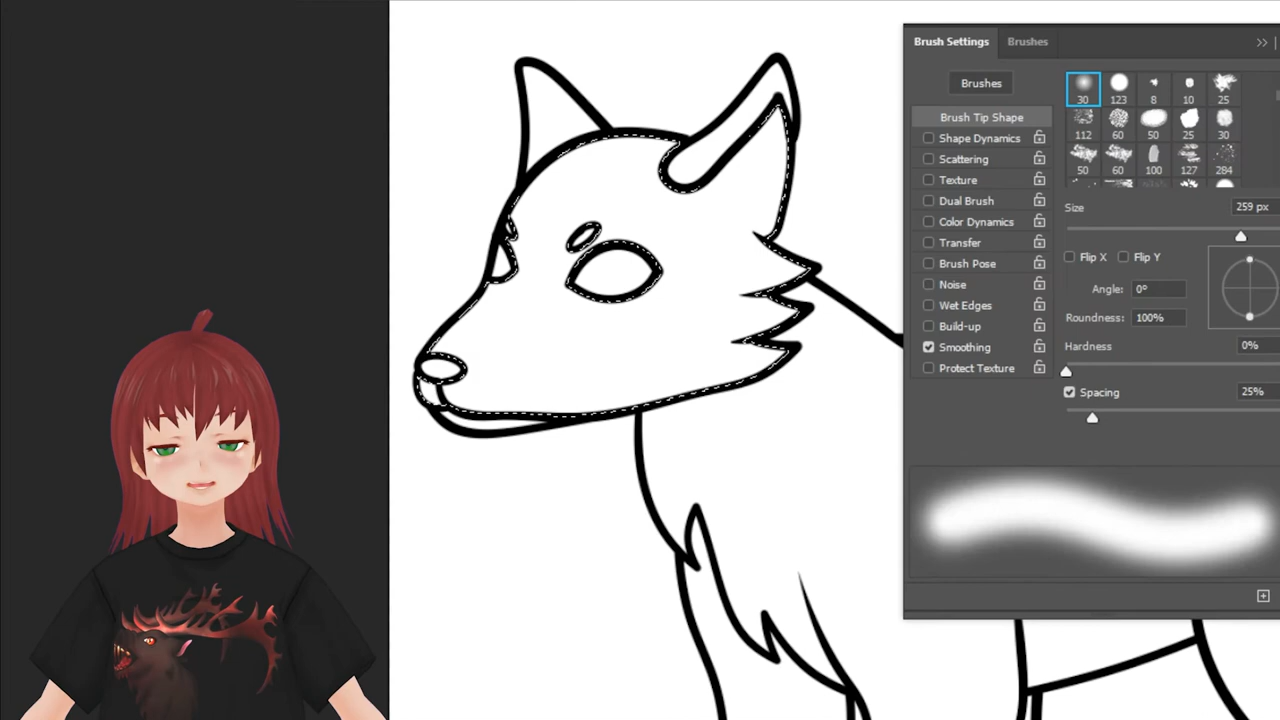 Brush Settings Brushes
Brushes
30 123 8 10 25
Brush Tip Shape
112 60 50 25 30
Shape Dynamics
Scattering
50 60 100 127 284
Texture
Dual Brush
Size 259 px
Color Dynamics
Transfer
Flip X Flip Y
Brush Pose
Noise
Angle: 0°
Wet Edges
Roundness: 100%
Build-up
Smoothing
Hardness 0%
Protect Texture
Spacing 25%